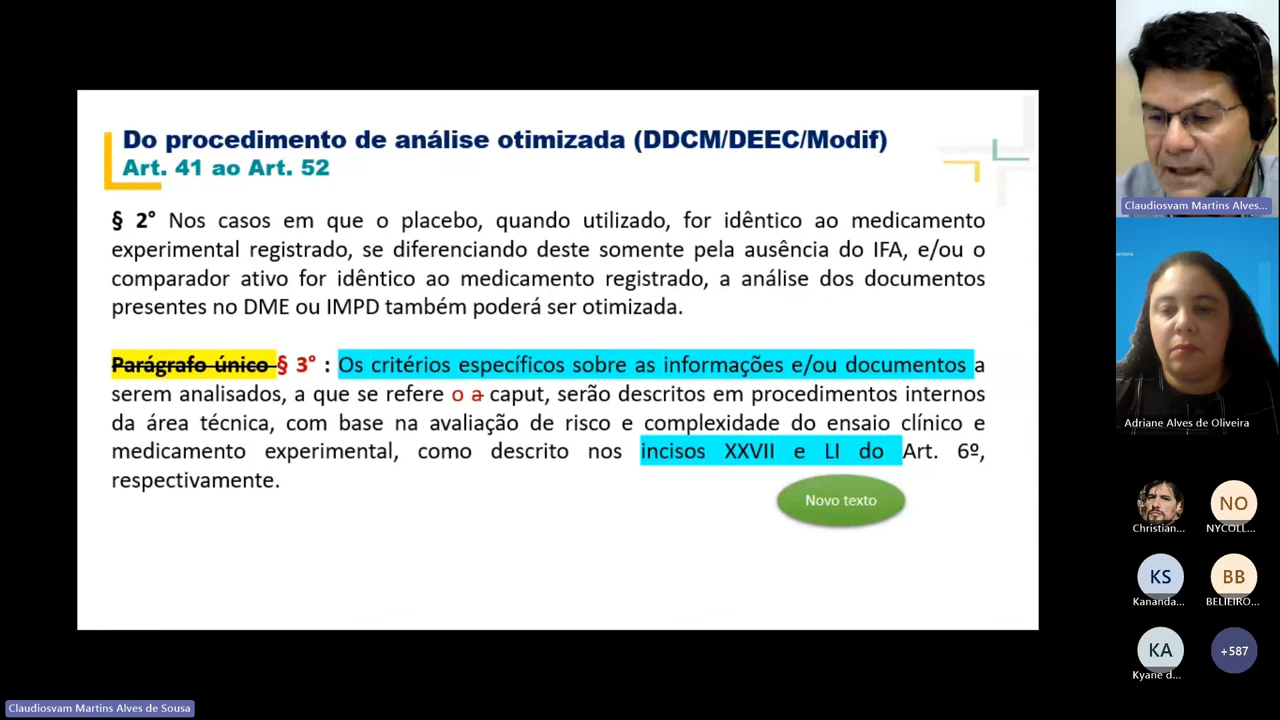 Do procedimento de análise otimizada (DDCM/DEEC/Modif)
Art. 41 ao Art. 52
§ 2° Nos casos em que o placebo, quando utilizado, for idêntico ao medicamento
experimental registrado, se diferenciando deste somente pela ausência do IFA, e/ou o
comparador ativo for idêntico ao medicamento registrado, a análise dos documentos
presentes no DME ou IMPD também poderá ser otimizada.
Parágrafo único § 3° : Os critérios específicos sobre as informações e/ou documentos a
serem analisados, a que se refere o a caput, serão descritos em procedimentos internos
da área técnica, com base na avaliação de risco e complexidade do ensaio clínico e
medicamento experimental, como descrito nos incisos XXVII e LI do Art. 6º,
respectivamente.
Novo texto
Claudiosvam Martins Alves...
Adriane Alves de Oliveira
Christian...
NO
NYCOLL...
KS
Kananda...
BB
BELIEIRO...
KA
Kyane d...
+587
Claudiosvam Martins Alves de Sousa